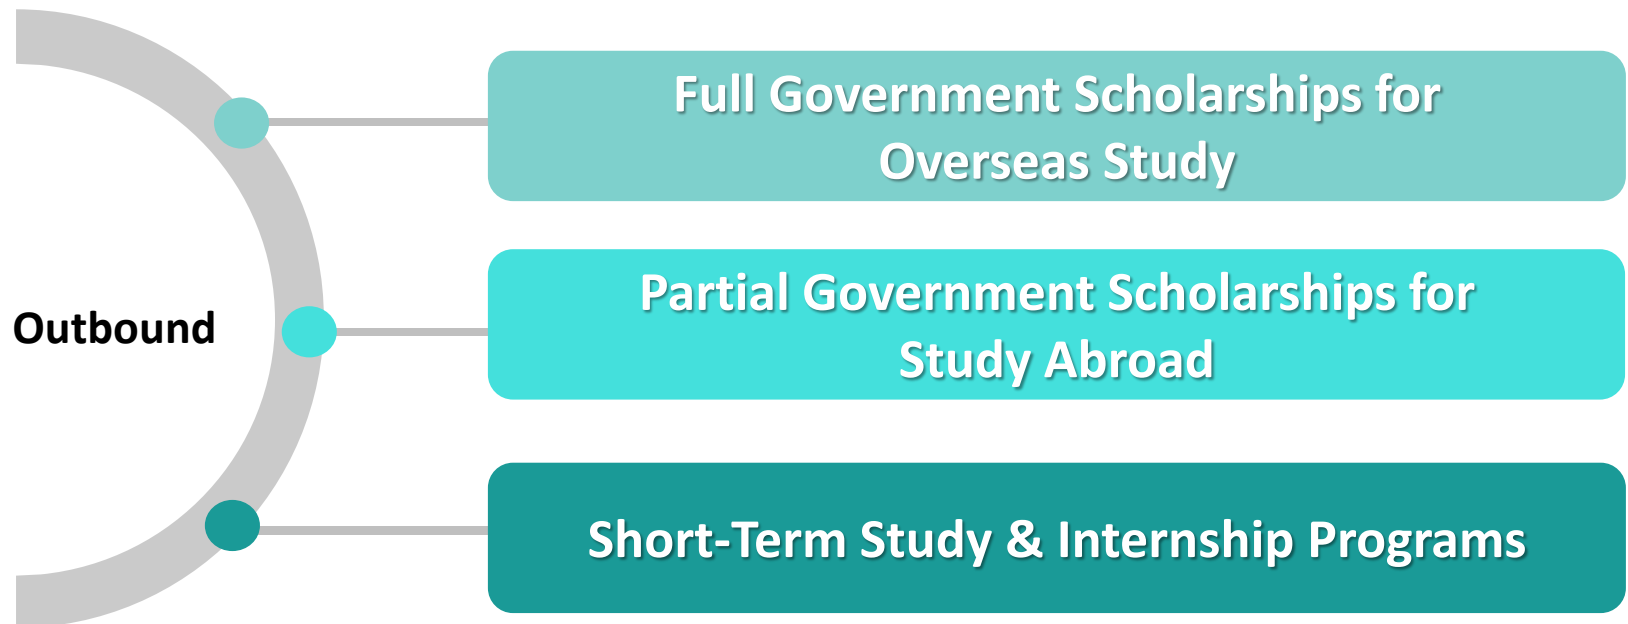 Full Government Scholarships for
Overseas Study
Outbound
Partial Government Scholarships for
Study Abroad
Short-Term Study & Internship Programs